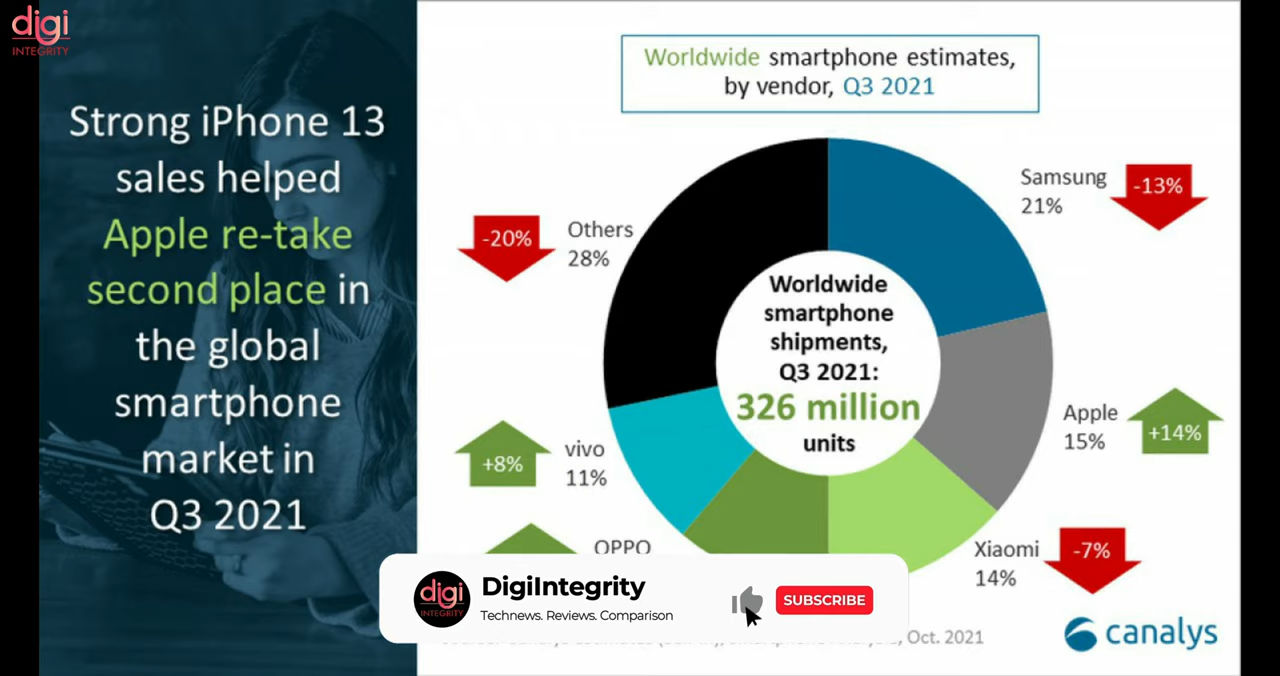 digi
INTEGRITY
Strong iPhone 13
sales helped
Apple re-take
second place in
the global
smartphone
market in
Q3 2021
Worldwide smartphone estimates,
by vendor, Q3 2021
Samsung
21%
-13%
Others
28%
-20%
Worldwide
smartphone
shipments,
Q3 2021:
326 million
units
Apple
15%
+14%
vivo
11%
+8%
OPPO
Xiaomi
14%
-7%
digi
INTEGRITY
DigiIntegrity
Technews. Reviews. Comparison
SUBSCRIBE
Oct. 2021
canalys